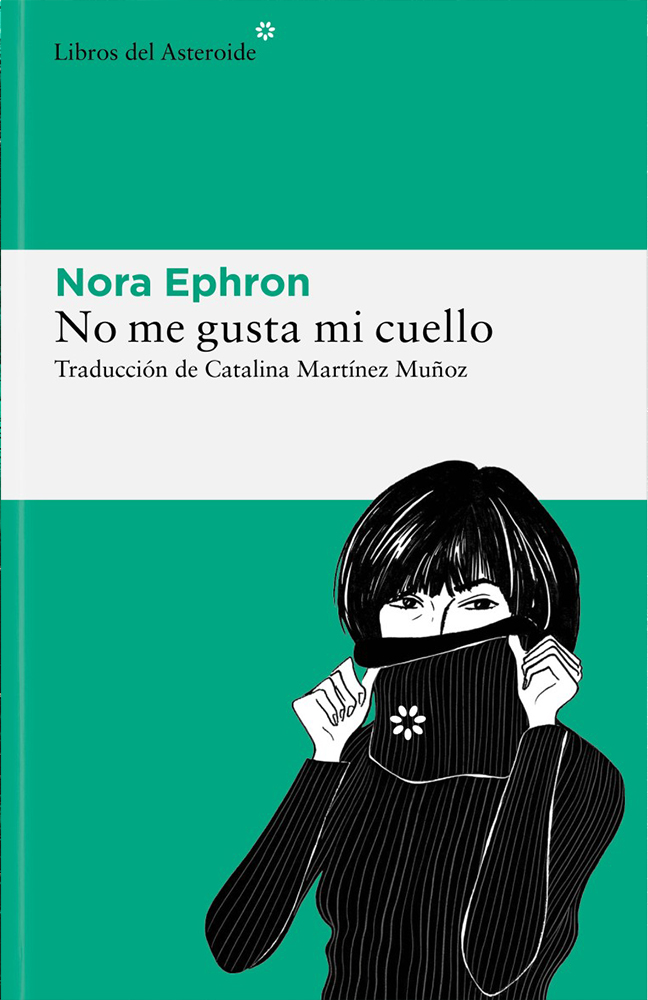 Libros del Asteroide
Nora Ephron
No me gusta mi cuello
Traducción de Catalina Martínez Muñoz